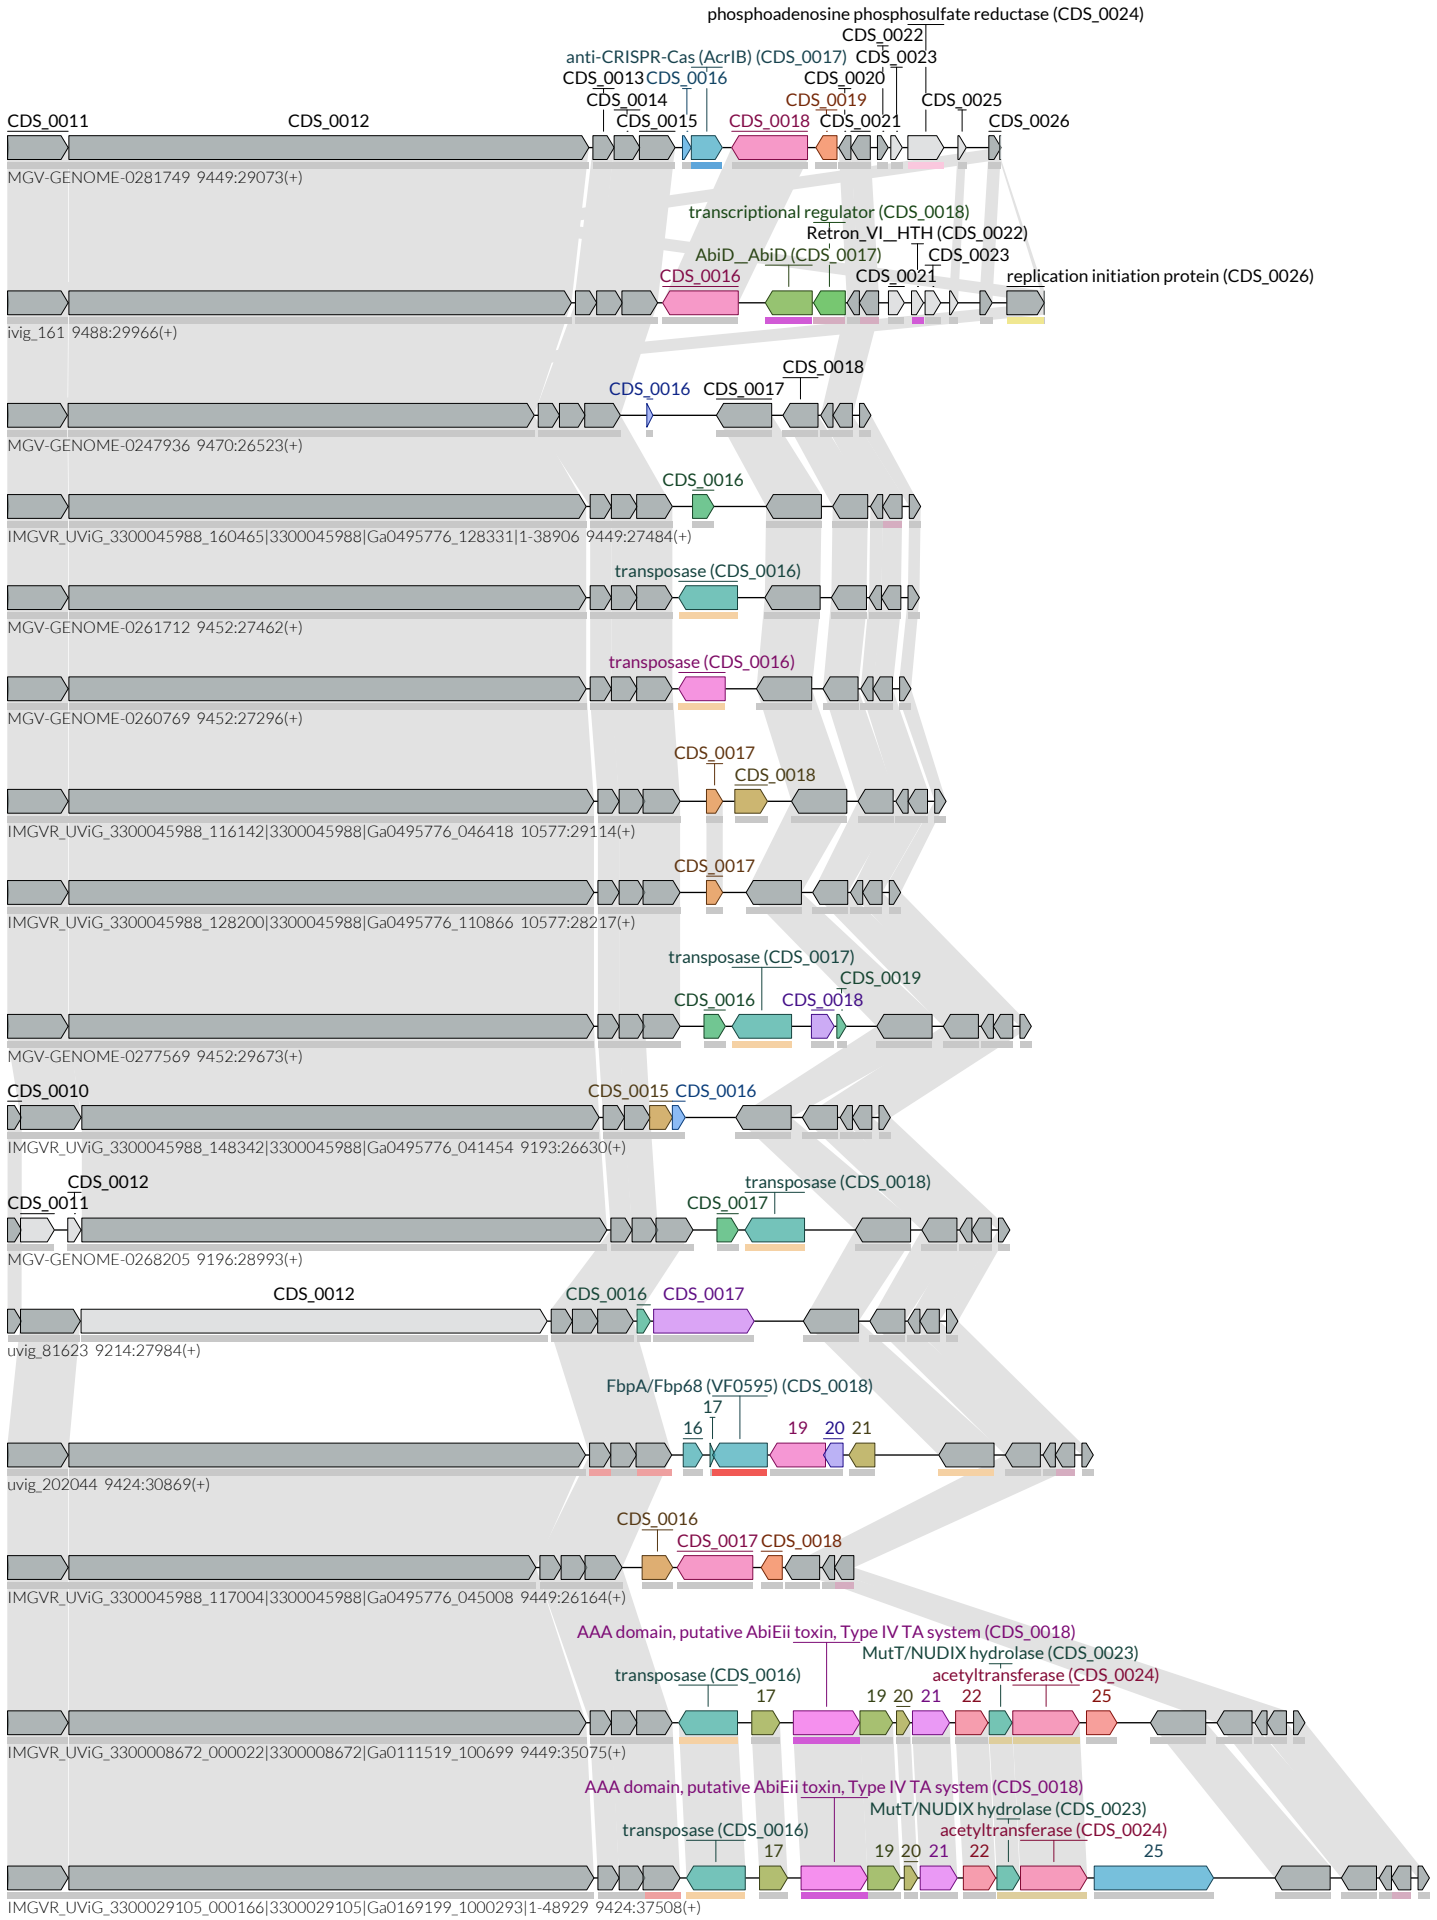 phosphoadenosine phosphosulfate reductase (CDS_0024)
CDS_0022
anti-CRISPR-Cas (AcrIB) (CDS_0017) CDS_0023
CDS_0013 CDS_0016 CDS_0020
CDS_0014 CDS_0019 CDS_0025
CDS_0011 CDS_0012 CDS_0015 CDS_0018 CDS_0021 CDS_0026
MGV-GENOME-0281749 9449:29073(+)
transcriptional regulator (CDS_0018)
Retron_VI__HTH (CDS_0022)
AbiD__AbiD (CDS_0017) CDS_0023
CDS_0016 CDS_0021 replication initiation protein (CDS_0026)
ivig_161 9488:29966(+)
CDS_0018
CDS_0016 CDS_0017
MGV-GENOME-0247936 9470:26523(+)
CDS_0016
IMGVR_UViG_3300045988_160465|3300045988|Ga0495776_128331|1-38906 9449:27484(+)
transposase (CDS_0016)
MGV-GENOME-0261712 9452:27462(+)
transposase (CDS_0016)
MGV-GENOME-0260769 9452:27296(+)
CDS_0017
CDS_0018
IMGVR_UViG_3300045988_116142|3300045988|Ga0495776_046418 10577:29114(+)
CDS_0017
IMGVR_UViG_3300045988_128200|3300045988|Ga0495776_110866 10577:28217(+)
transposase (CDS_0017)
CDS_0019
CDS_0016 CDS_0018
MGV-GENOME-0277569 9452:29673(+)
CDS_0010 CDS_0015 CDS_0016
IMGVR_UViG_3300045988_148342|3300045988|Ga0495776_041454 9193:26630(+)
CDS_0012 transposase (CDS_0018)
CDS_0011 CDS_0017
MGV-GENOME-0268205 9196:28993(+)
CDS_0012 CDS_0016 CDS_0017
uvig_81623 9214:27984(+)
FbpA/Fbp68 (VF0595) (CDS_0018)
17
16 19 20 21
uvig_202044 9424:30869(+)
CDS_0016
CDS_0017 CDS_0018
IMGVR_UViG_3300045988_117004|3300045988|Ga0495776_045008 9449:26164(+)
AAA domain, putative AbiEii toxin, Type IV TA system (CDS_0018)
MutT/NUDIX hydrolase (CDS_0023)
transposase (CDS_0016) acetyltransferase (CDS_0024)
17 19 20 21 22 25
IMGVR_UViG_3300008672_000022|3300008672|Ga0111519_100699 9449:35075(+)
AAA domain, putative AbiEii toxin, Type IV TA system (CDS_0018)
MutT/NUDIX hydrolase (CDS_0023)
transposase (CDS_0016) acetyltransferase (CDS_0024)
17 19 20 21 22 25
IMGVR_UViG_3300029105_000166|3300029105|Ga0169199_1000293|1-48929 9424:37508(+)